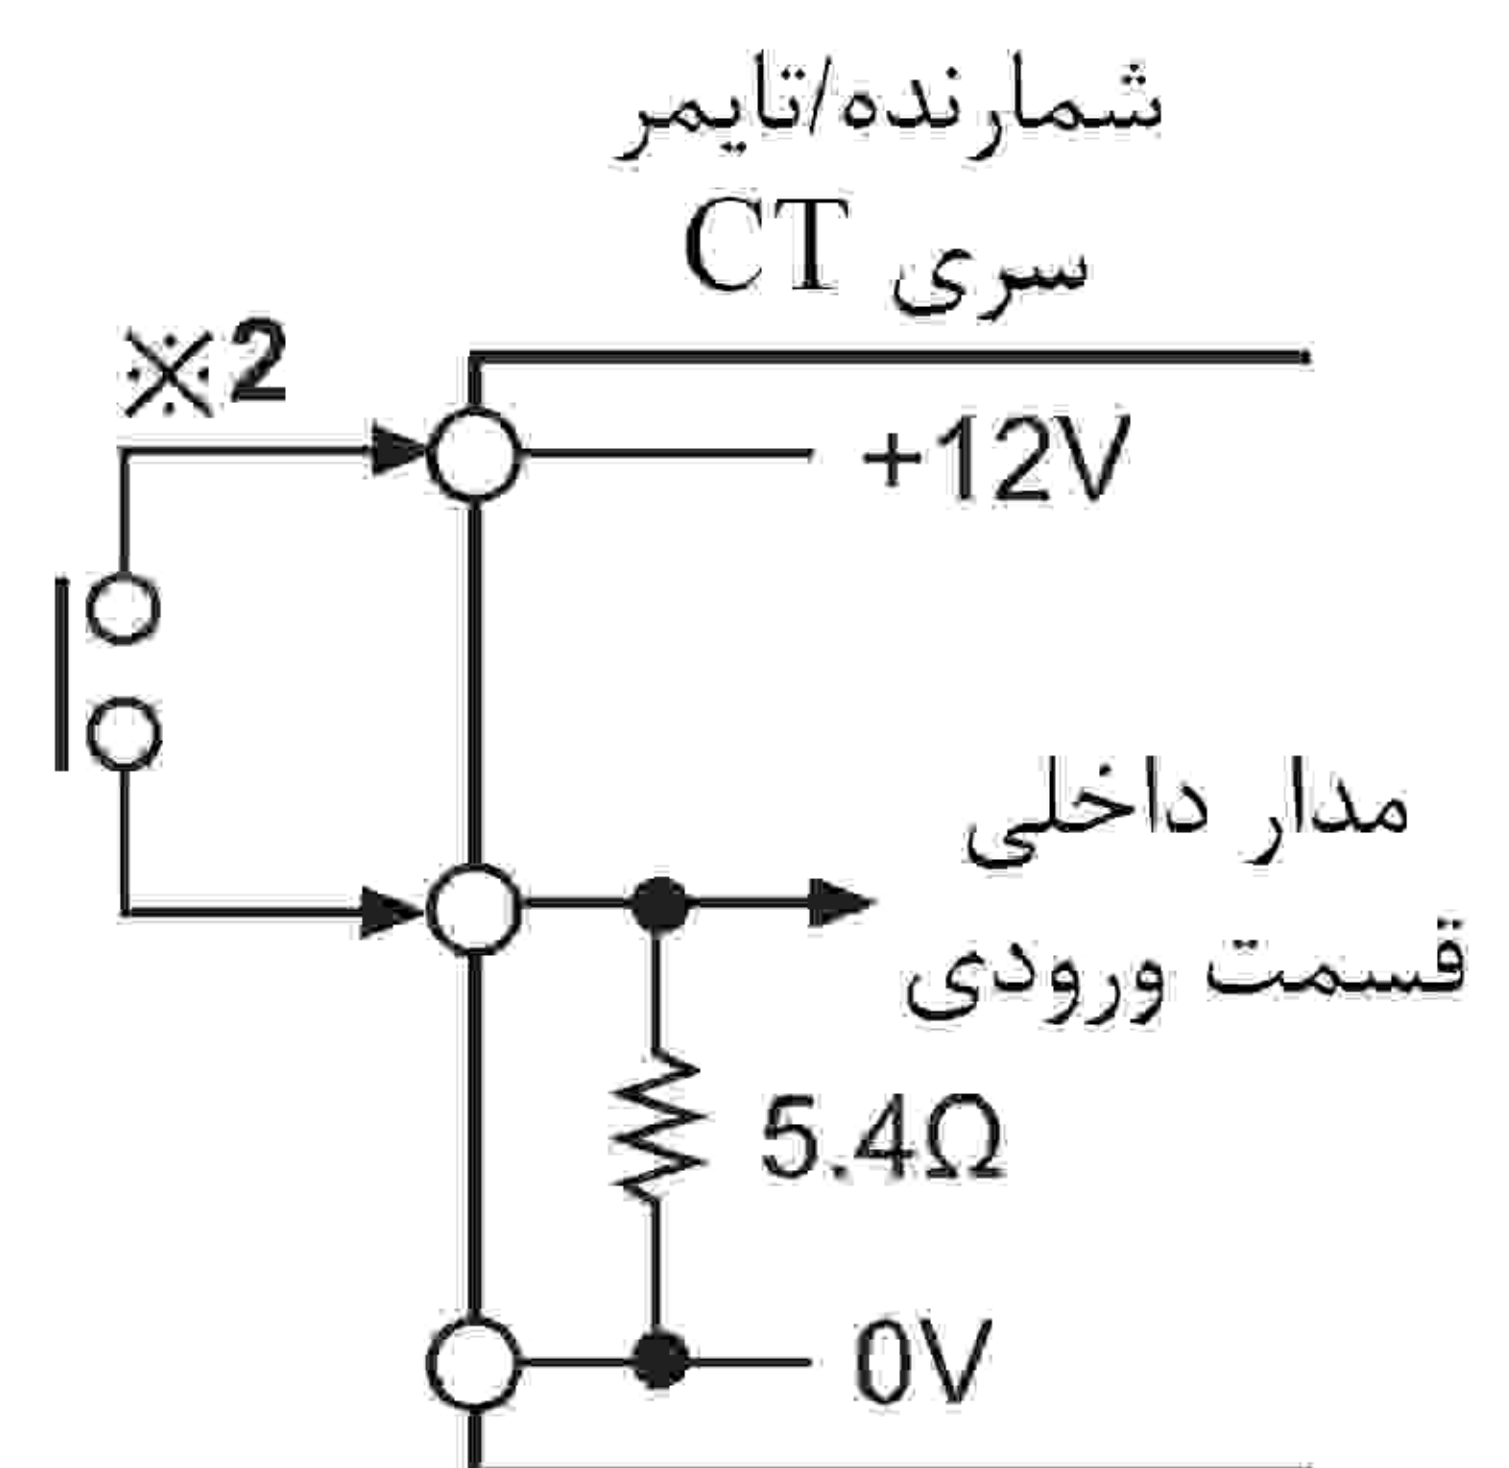 شمارنده/تایمر
سری CT
※2
+12V
مدار داخلی
قسمت ورودی
5.4Ω
0V